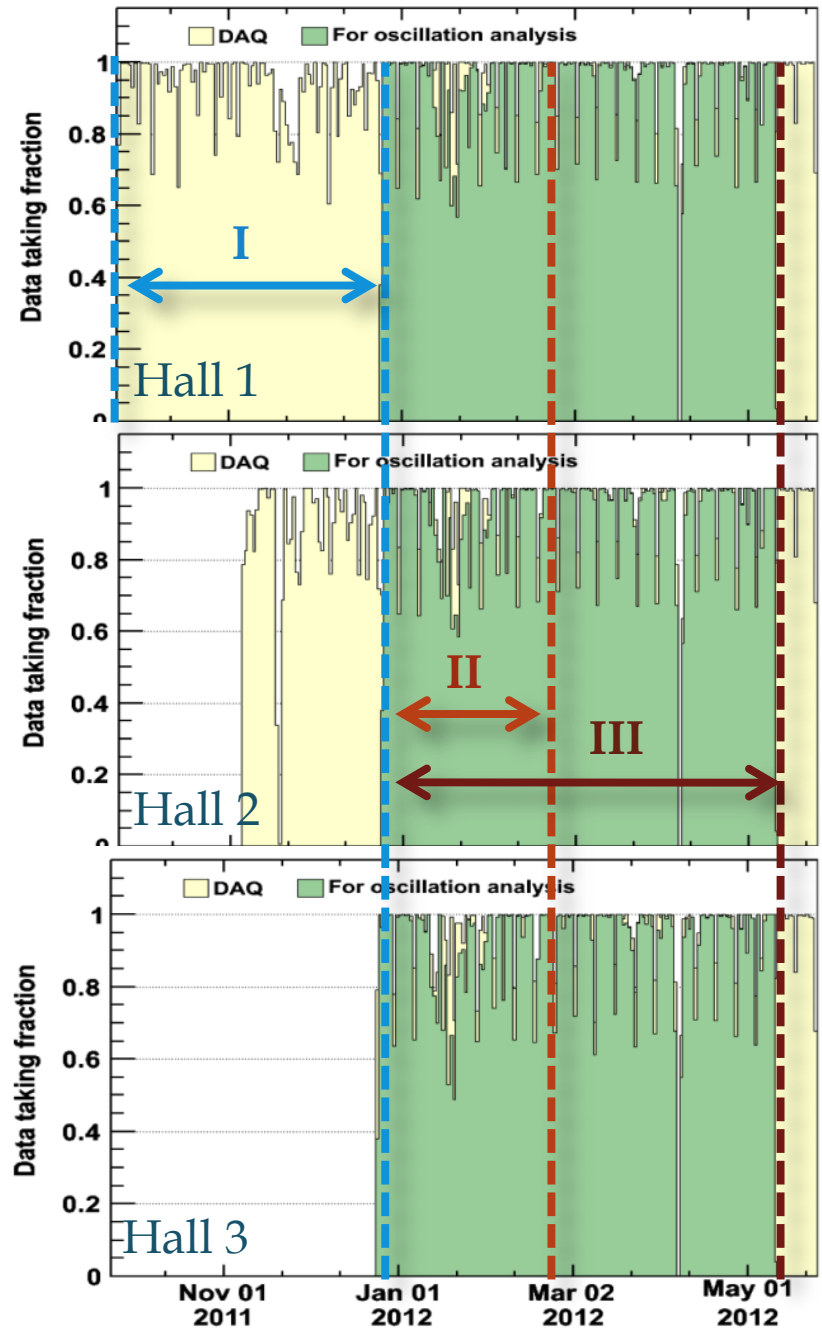 DAQ For oscillation analysis
1
0.8
0.6
0.4
0.2
0
Data taking fraction
I
Hall 1
DAQ For oscillation analysis
1
0.8
0.6
0.4
0.2
0
Data taking fraction
II
III
Hall 2
DAQ For oscillation analysis
1
0.8
0.6
0.4
0.2
0
Data taking fraction
Hall 3
Nov 01 Jan 01 Mar 02 May 01
2011 2012 2012 2012